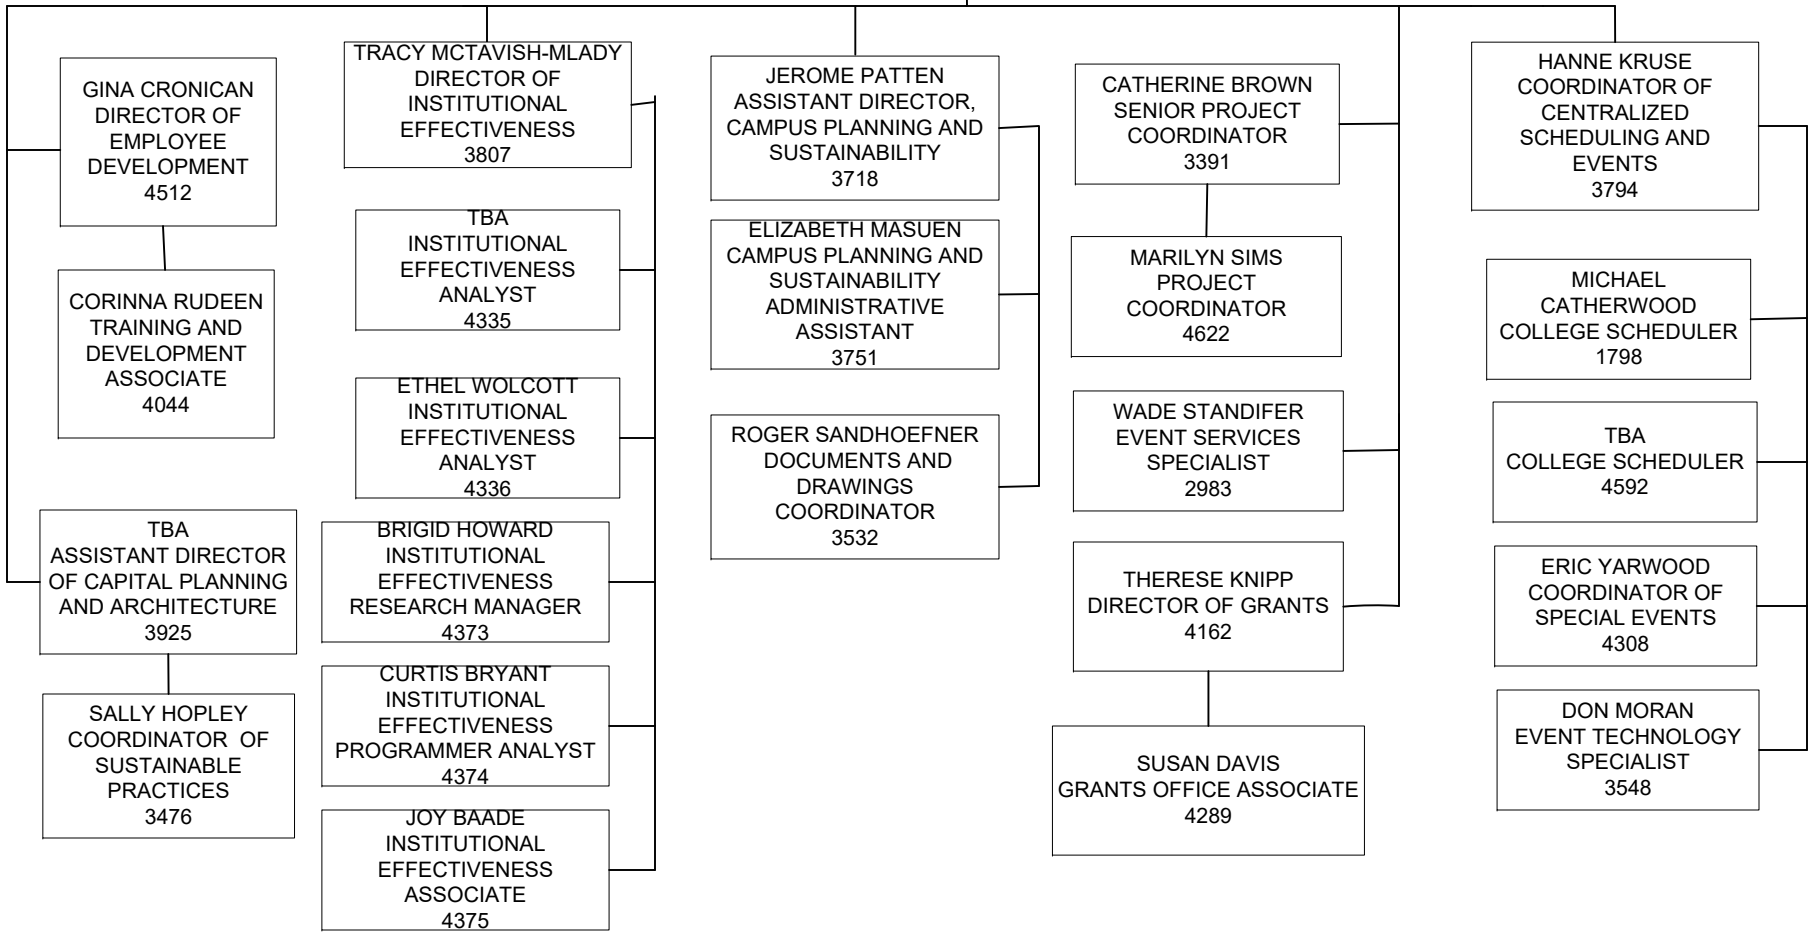 GINA CRONICAN
DIRECTOR OF
EMPLOYEE
DEVELOPMENT
4512
CORINNA RUDEEN
TRAINING AND
DEVELOPMENT
ASSOCIATE
4044
TBA
ASSISTANT DIRECTOR
OF CAPITAL PLANNING
AND ARCHITECTURE
3925
SALLY HOPLEY
COORDINATOR OF
SUSTAINABLE
PRACTICES
3476
TRACY MCTAVISH-MLADY
DIRECTOR OF
INSTITUTIONAL
EFFECTIVENESS
3807
TBA
INSTITUTIONAL
EFFECTIVENESS
ANALYST
4335
ETHEL WOLCOTT
INSTITUTIONAL
EFFECTIVENESS
ANALYST
4336
BRIGID HOWARD
INSTITUTIONAL
EFFECTIVENESS
RESEARCH MANAGER
4373
CURTIS BRYANT
INSTITUTIONAL
EFFECTIVENESS
PROGRAMMER ANALYST
4374
JOY BAADE
INSTITUTIONAL
EFFECTIVENESS
ASSOCIATE
4375
JEROME PATTEN
ASSISTANT DIRECTOR,
CAMPUS PLANNING AND
SUSTAINABILITY
3718
ELIZABETH MASUEN
CAMPUS PLANNING AND
SUSTAINABILITY
ADMINISTRATIVE
ASSISTANT
3751
ROGER SANDHOEFNER
DOCUMENTS AND
DRAWINGS
COORDINATOR
3532
CATHERINE BROWN
SENIOR PROJECT
COORDINATOR
3391
MARILYN SIMS
PROJECT
COORDINATOR
4622
WADE STANDIFER
EVENT SERVICES
SPECIALIST
2983
THERESE KNIPP
DIRECTOR OF GRANTS
4162
SUSAN DAVIS
GRANTS OFFICE ASSOCIATE
4289
HANNE KRUSE
COORDINATOR OF
CENTRALIZED
SCHEDULING AND
EVENTS
3794
MICHAEL
CATHERWOOD
COLLEGE SCHEDULER
1798
TBA
COLLEGE SCHEDULER
4592
ERIC YARWOOD
COORDINATOR OF
SPECIAL EVENTS
4308
DON MORAN
EVENT TECHNOLOGY
SPECIALIST
3548